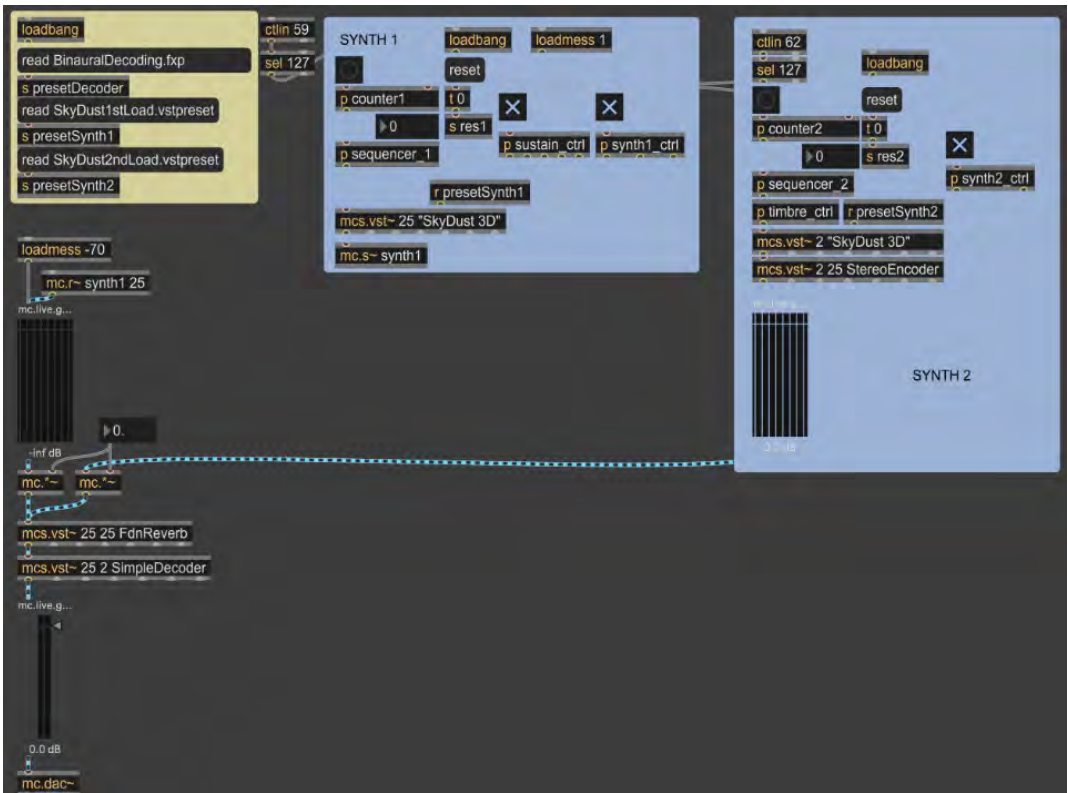 loadbang
read BinauralDecoding.fxp
s presetDecoder
read SkyDust1stLoad.vstpreset
s presetSynth1
read SkyDust2ndLoad.vstpreset
s presetSynth2
ctlin 59
sel 127
SYNTH 1
loadbang
loadmess 1
reset
p counter1
t 0
0
s res1
p sustain_ctrl
p synth1_ctrl
p sequencer_1
r presetSynth1
mcs.vst~ 25 "SkyDust 3D"
mc.s~ synth1
ctlin 62
sel 127
loadbang
reset
p counter2
t 0
0
s res2
p synth2_ctrl
p sequencer_2
p timbre_ctrl
r presetSynth2
mcs.vst~ 2 "SkyDust 3D"
mcs.vst~ 2 25 StereoEncoder
SYNTH 2
loadmess -70
mc.r~ synth1 25
mc.live.g...
0.
-inf dB
mc.*~
mc.*~
mcs.vst~ 25 25 FdnReverb
mcs.vst~ 25 2 SimpleDecoder
mc.live.g...
0.0 dB
mc.dac~